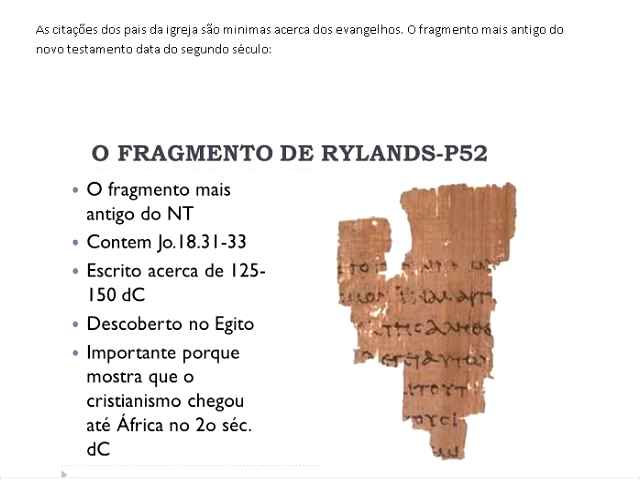 As citações dos pais da igreja são minimas acerca dos evangelhos. O fragmento mais antigo do
novo testamento data do segundo século:
O FRAGMENTO DE RYLANDS-P52
• O fragmento mais
antigo do NT
• Contem Jo.18.31-33
• Escrito acerca de 125-
150 dC
• Descoberto no Egito
• Importante porque
mostra que o
cristianismo chegou
até África no 2o séc.
dC